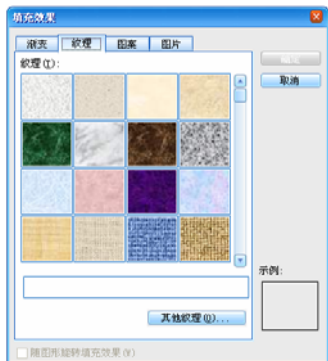 填充效果
渐变 纹理 图案 图片
纹理(T):
确定
取消
其他纹理(O)...
示例:
随图形旋转填充效果(W)